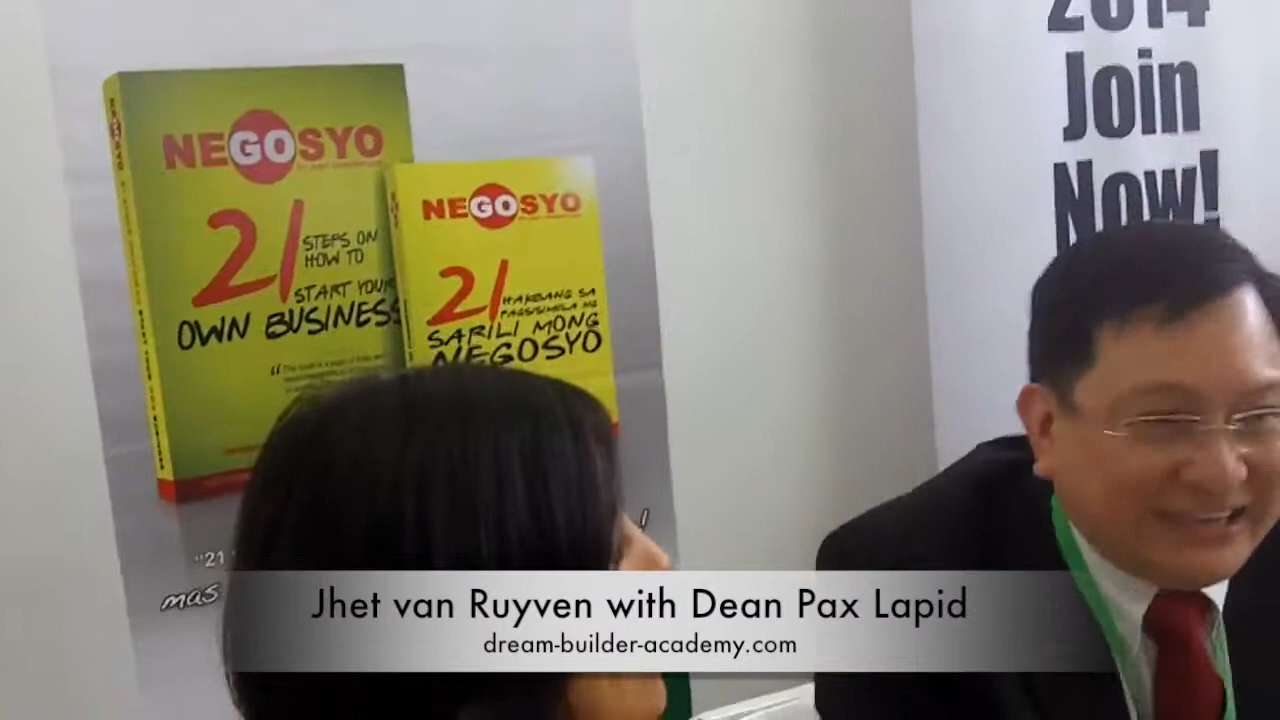 2014
Join
Now!
NEGOSYO
21
STEPS ON
HOW TO
START YOUR
OWN BUSINESS
NEGOSYO
21
HAKBANG SA
PAGSISIMULA NG
SARILI MONG
NEGOSYO
"21
mas
!
Jhet van Ruyven with Dean Pax Lapid
dream-builder-academy.com